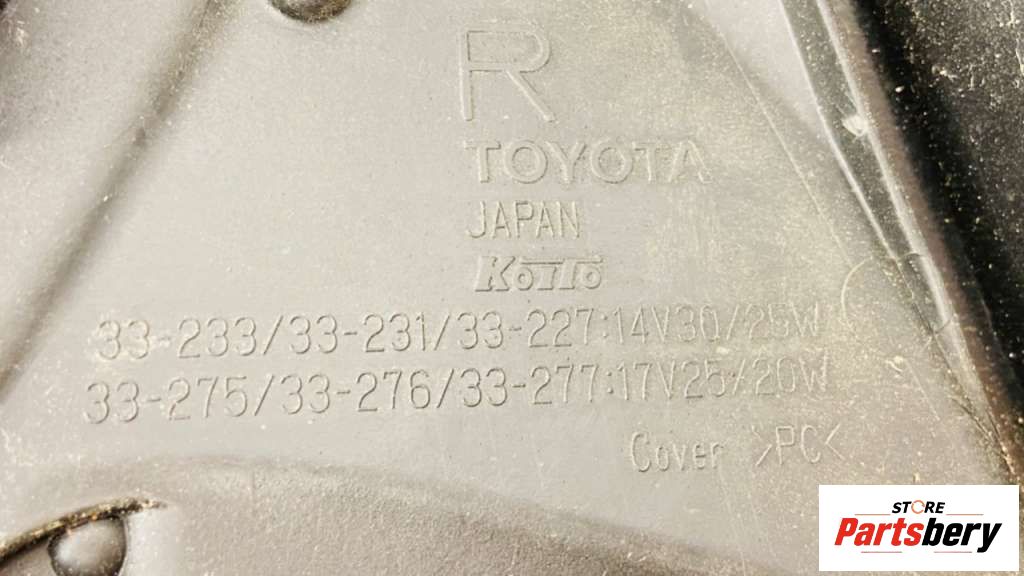 R
TOYOTA
JAPAN
KOITO
33-233/33-231/33-227:14V30/25W
33-275/33-276/33-277:17V25/20W
Cover >PC<
STORE
Partsbery